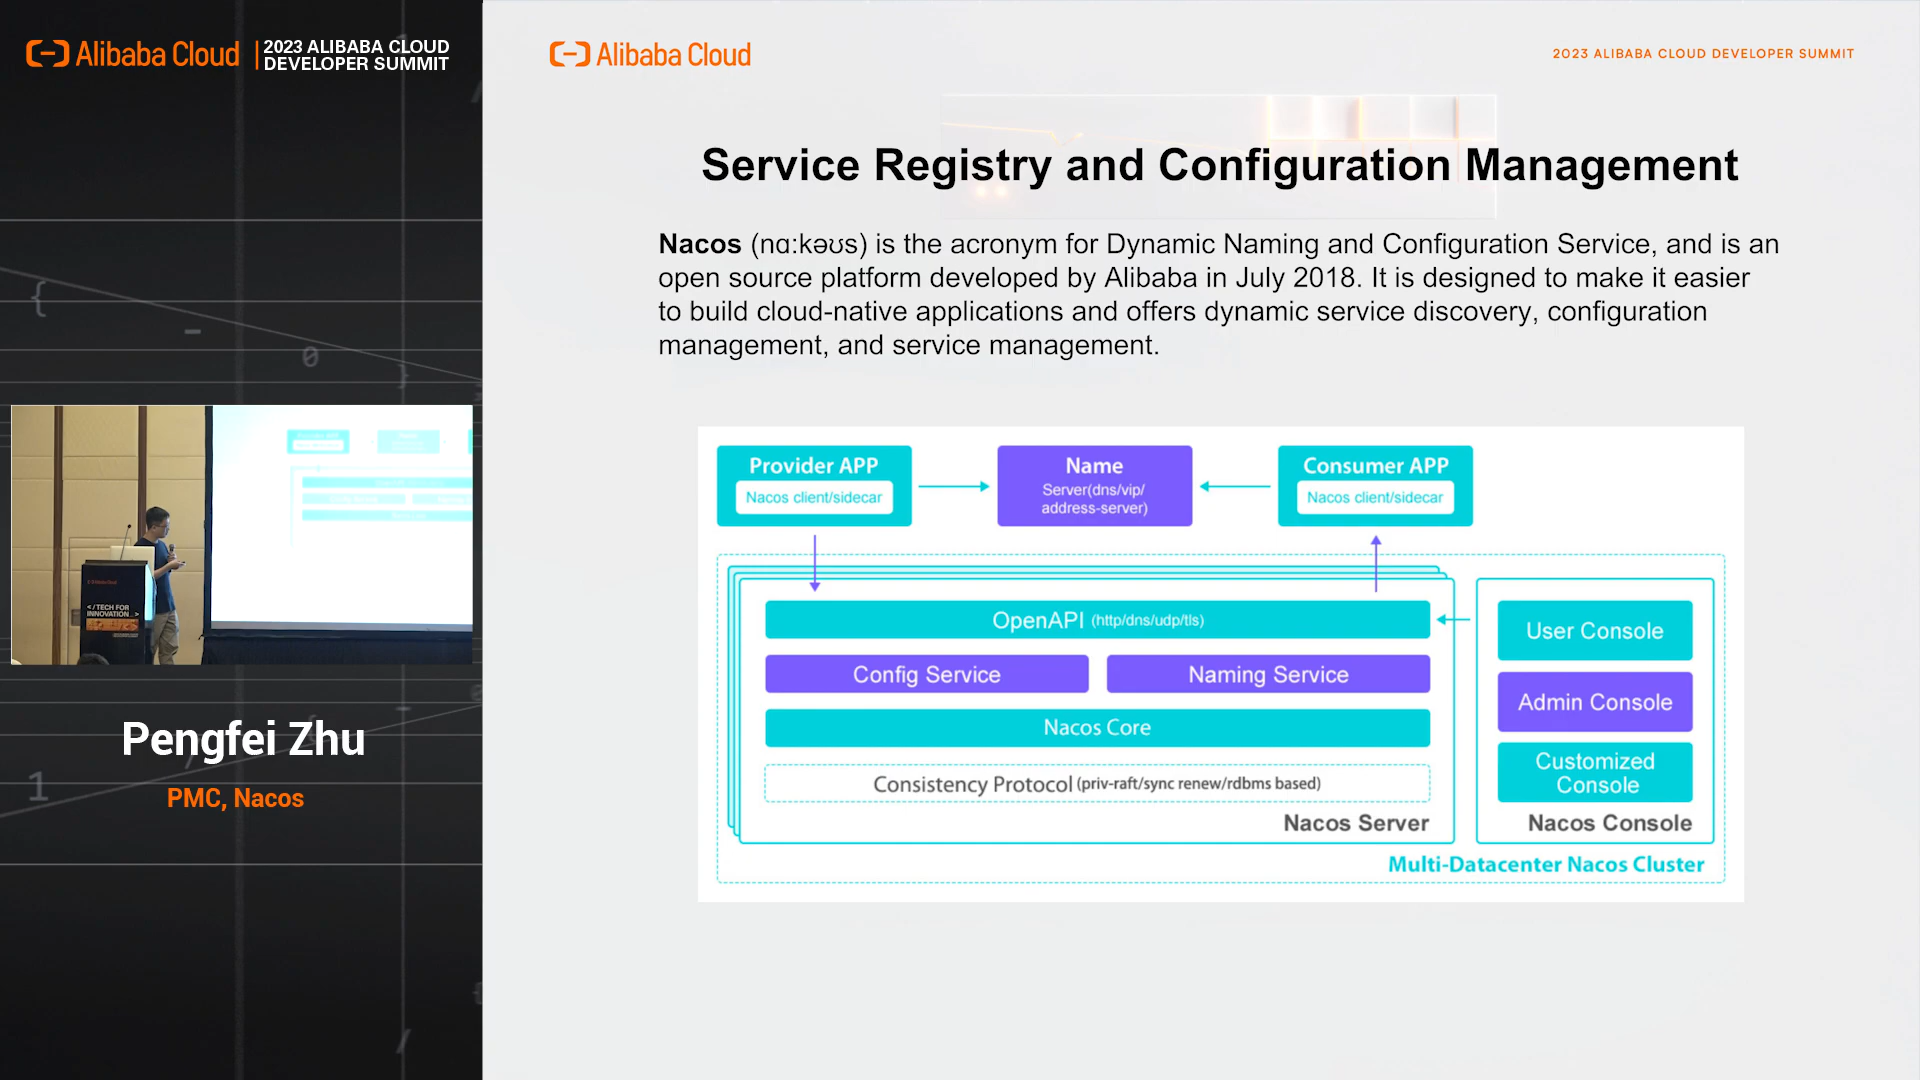 Alibaba Cloud
2023 ALIBABA CLOUD
DEVELOPER SUMMIT
Alibaba Cloud
2023 ALIBABA CLOUD DEVELOPER SUMMIT
Service Registry and Configuration Management
Nacos (nɑ:kəʊs) is the acronym for Dynamic Naming and Configuration Service, and is an
open source platform developed by Alibaba in July 2018. It is designed to make it easier
to build cloud-native applications and offers dynamic service discovery, configuration
management, and service management.
Provider APP
Nacos client/sidecar
Name
Server(dns/vip/
address-server)
Consumer APP
Nacos client/sidecar
OpenAPI (http/dns/udp/tls)
Config Service
Naming Service
Nacos Core
Consistency Protocol (priv-raft/sync renew/rdbms based)
Nacos Server
User Console
Admin Console
Customized
Console
Nacos Console
Multi-Datacenter Nacos Cluster
</TECH FOR
INNOVATION_>
Pengfei Zhu
PMC, Nacos
{
0
}
1
/